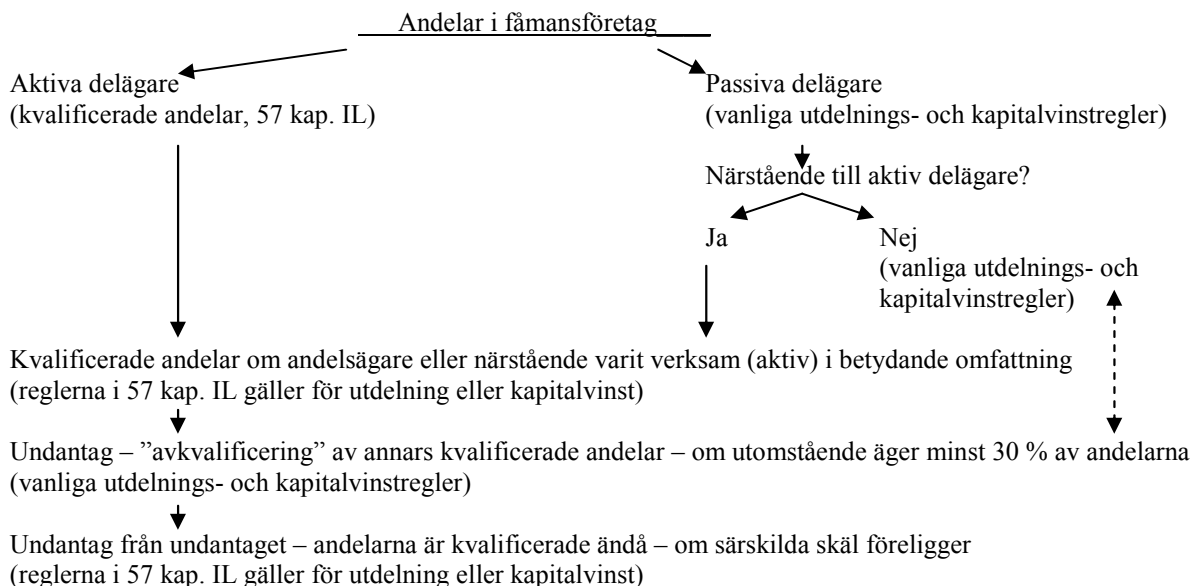 Andelar i fåmansföretag
Aktiva delägare
(kvalificerade andelar, 57 kap. IL)
Passiva delägare
(vanliga utdelnings- och kapitalvinstregler)
Närstående till aktiv delägare?
Ja
Nej
(vanliga utdelnings- och
kapitalvinstregler)
Kvalificerade andelar om andelsägare eller närstående varit verksam (aktiv) i betydande omfattning
(reglerna i 57 kap. IL gäller för utdelning eller kapitalvinst)
Undantag – ”avkvalificering” av annars kvalificerade andelar – om utomstående äger minst 30 % av andelarna
(vanliga utdelnings- och kapitalvinstregler)
Undantag från undantaget – andelarna är kvalificerade ändå – om särskilda skäl föreligger
(reglerna i 57 kap. IL gäller för utdelning eller kapitalvinst)